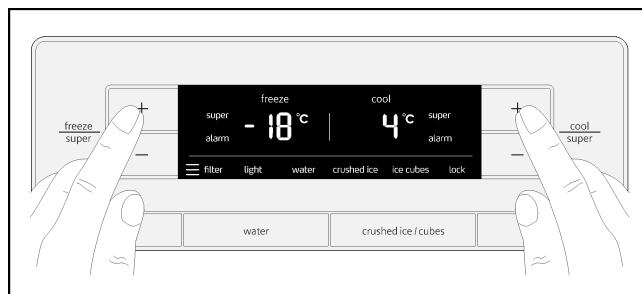 freeze cool
super super
- 18 °C 4 °C
alarm alarm
filter light water crushed ice ice cubes lock
+ +
freeze cool
super super
- -
water crushed ice / cubes